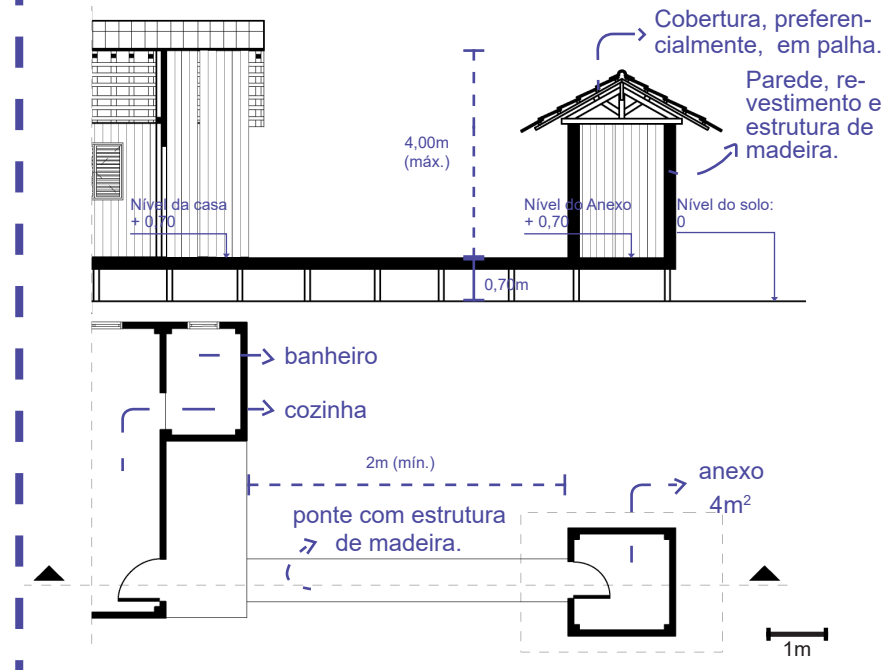 Cobertura, preferen-
cialmente, em palha.
Parede, re-
vestimento e
estrutura de
madeira.
4,00m
(máx.)
Nível da casa
+ 0,70
Nível do Anexo
+ 0,70
Nível do solo:
0
0,70m
banheiro
cozinha
2m (mín.)
anexo
4m²
ponte com estrutura
de madeira.
1m